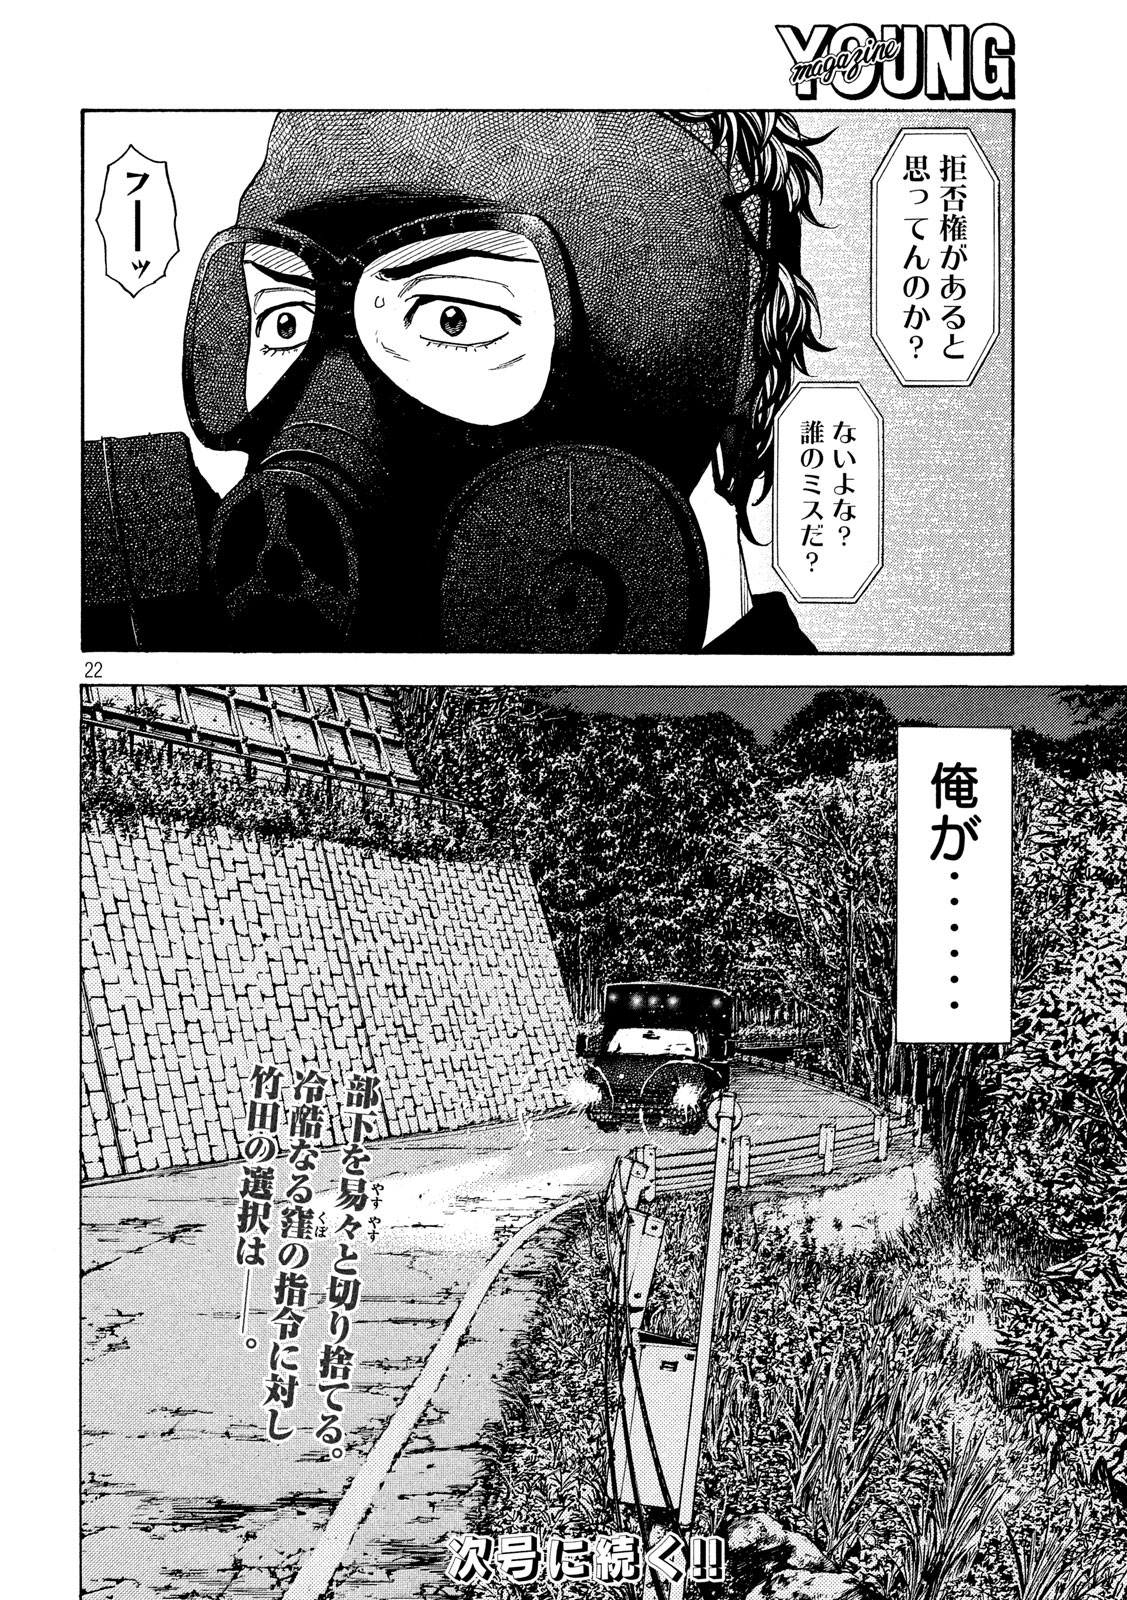 YOUNG
magazine
拒否権があると
思ってんのか?
ないよな?
誰のミスだ?
フーッ
22
俺が・・・・・・
部下を易々と切り捨てる。
やすやす
冷酷なる窪の指令に対し
くぼ
竹田の選択は──。
次号に続く!!